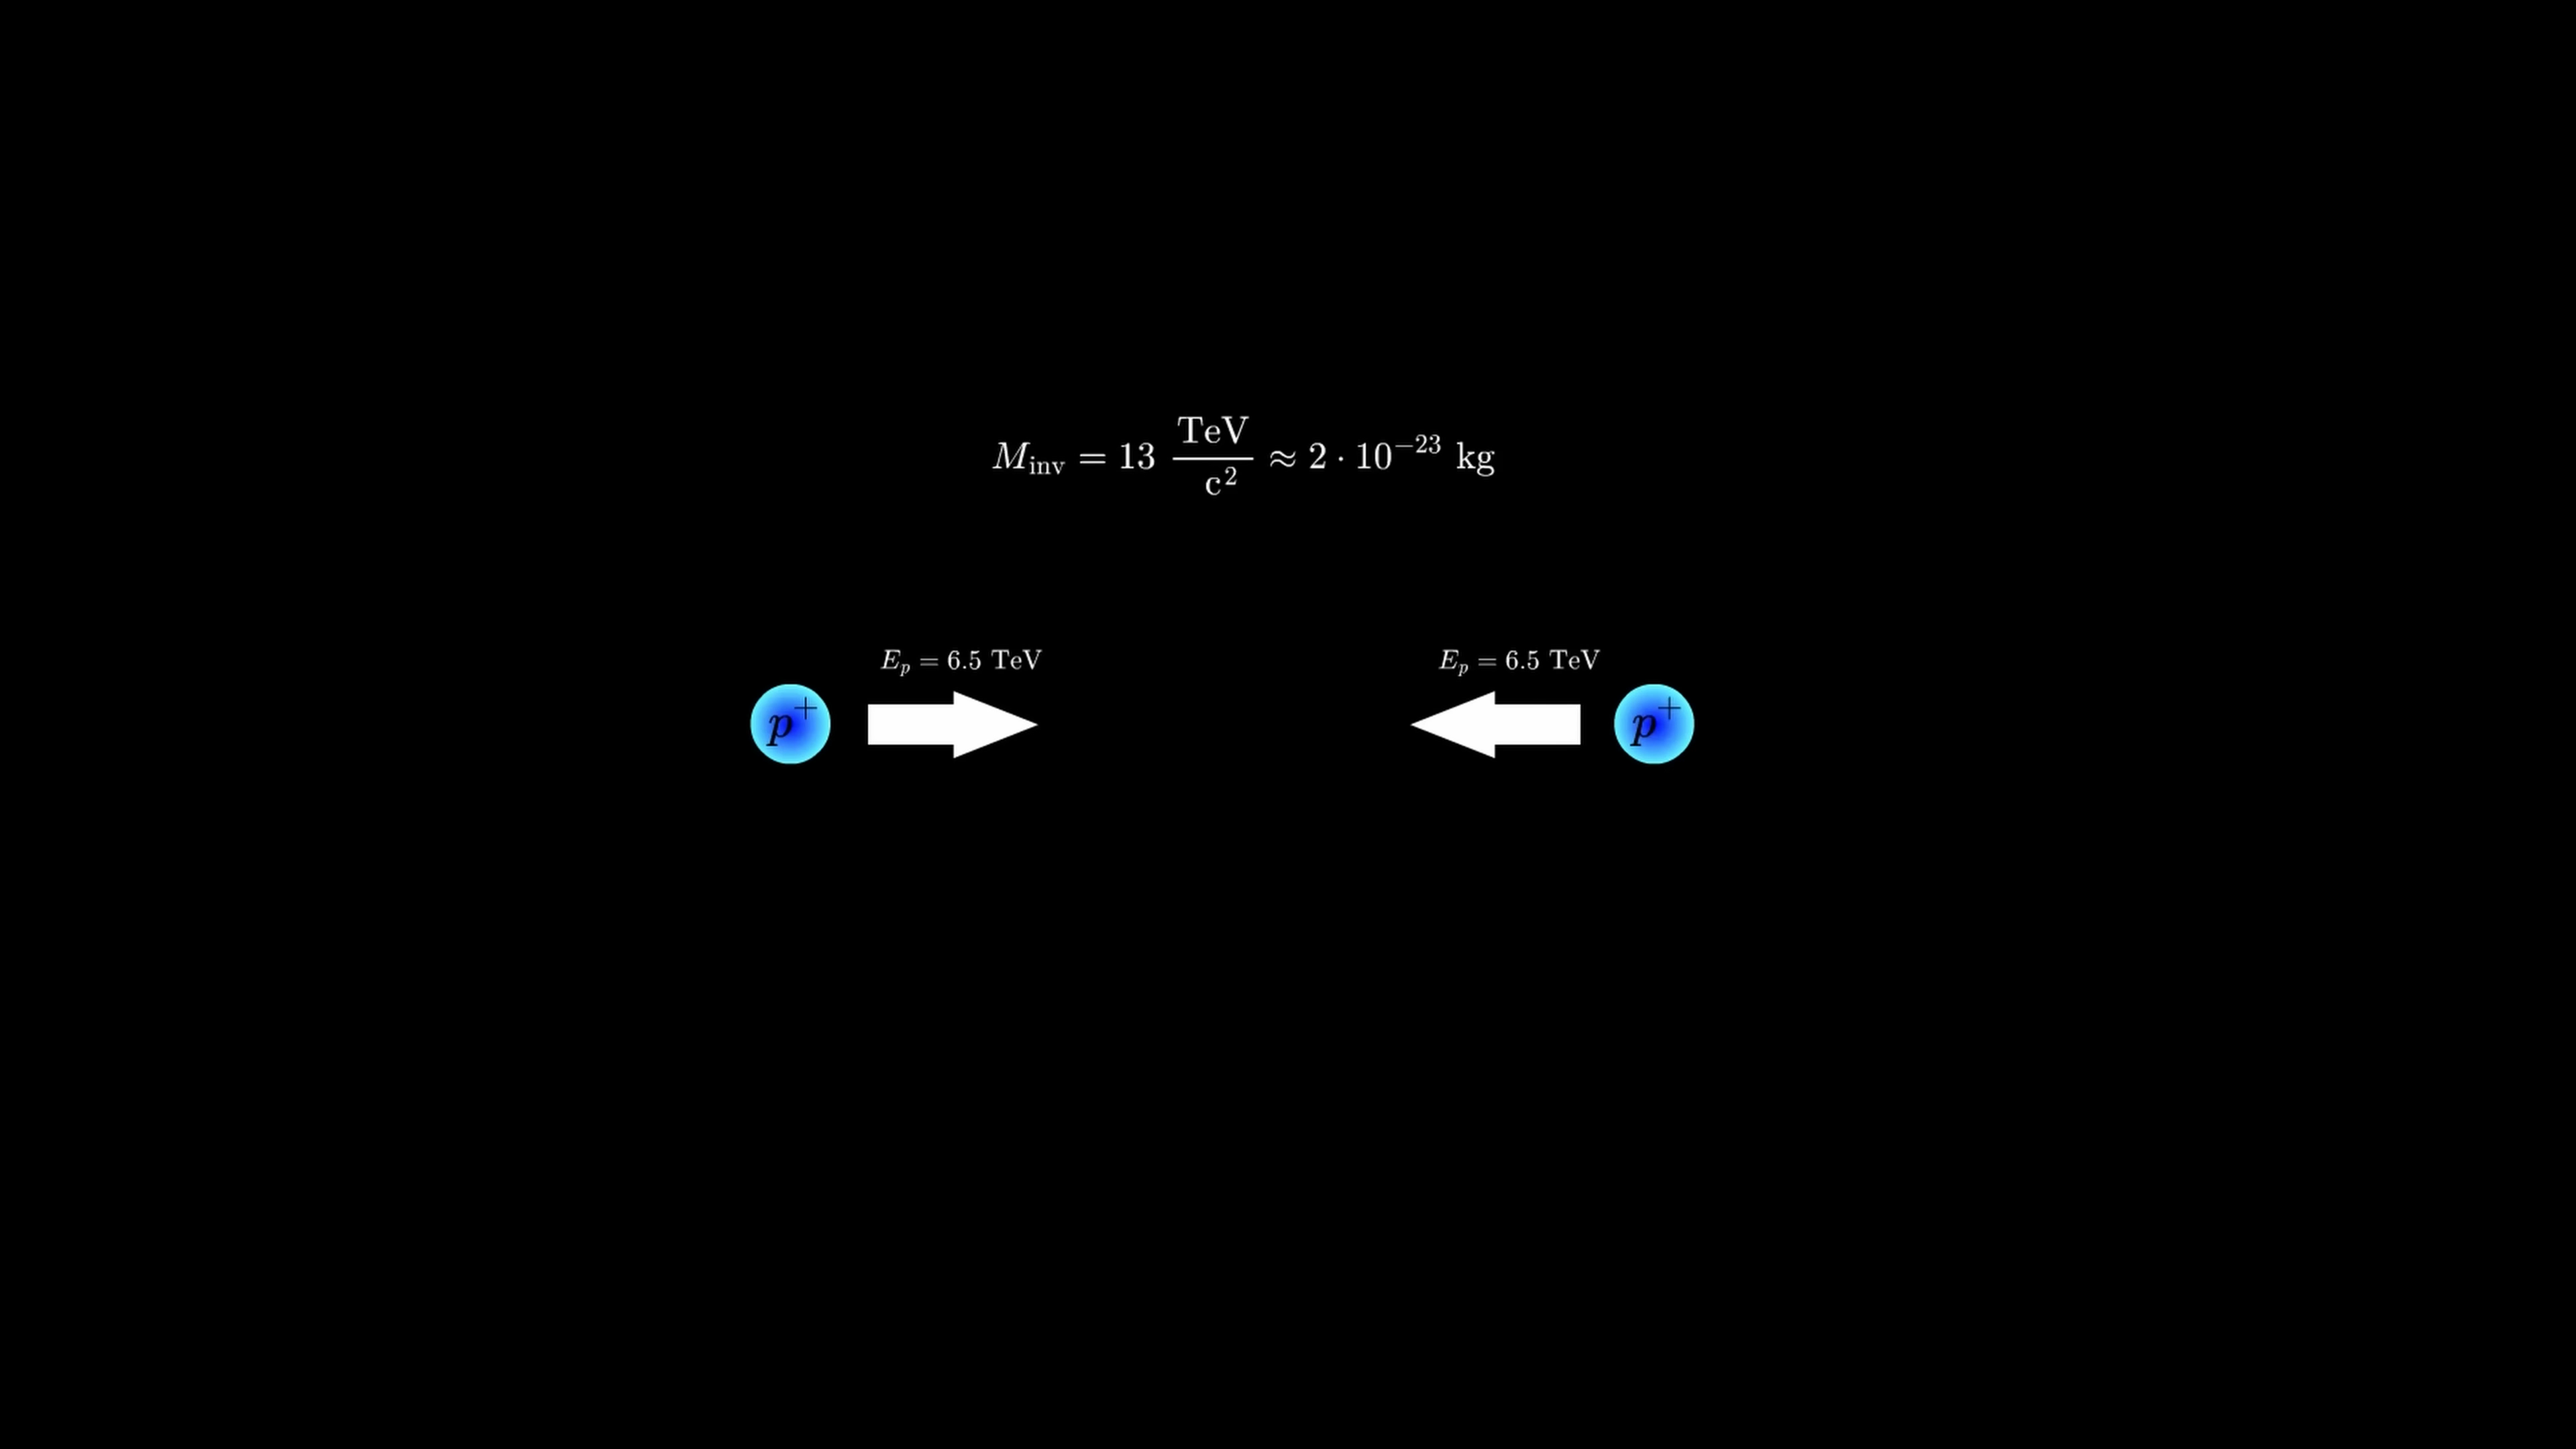 M_inv = 13 TeV/c² ≈ 2 · 10⁻²³ kg
E_p = 6.5 TeV E_p = 6.5 TeV
p⁺ p⁺